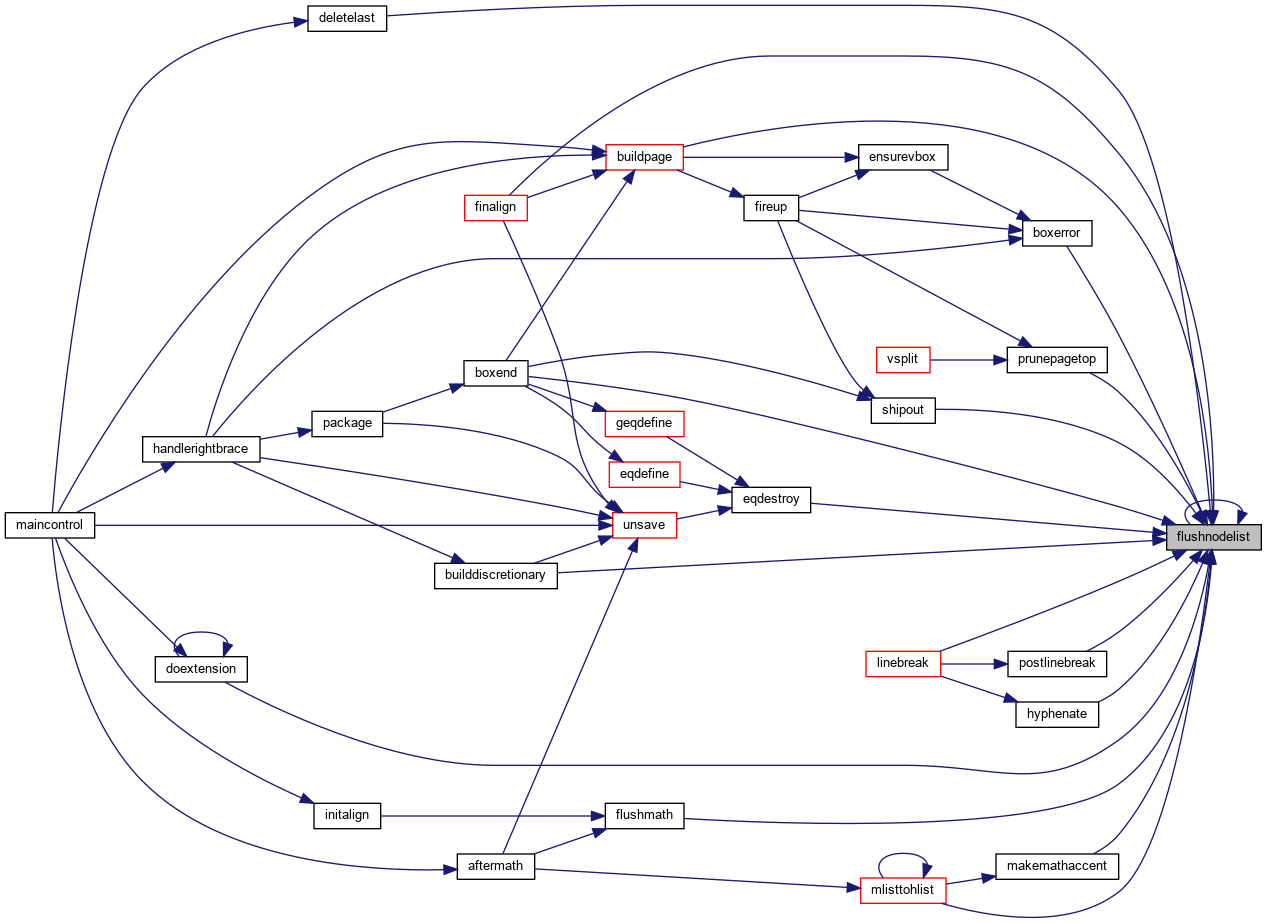 deletelast
buildpage
ensurevbox
finalign
fireup
boxerror
vsplit
prunepagetop
boxend
shipout
package
geqdefine
handlerightbrace
eqdefine
eqdestroy
maincontrol
unsave
flushnodelist
builddiscretionary
doextension
linebreak
postlinebreak
hyphenate
initalign
flushmath
aftermath
makemathaccent
mlisttohlist